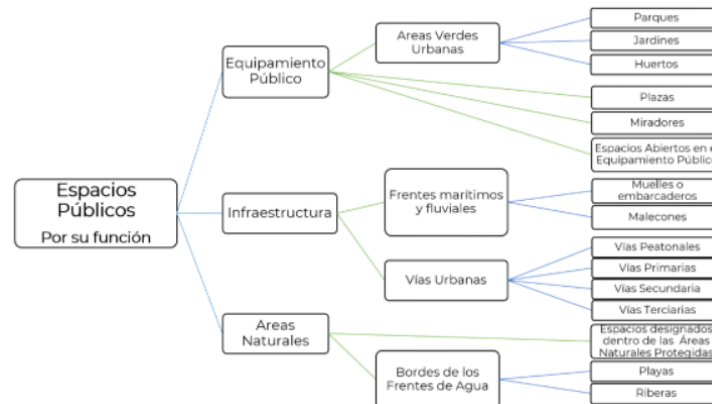 Espacios
Públicos
Por su función
Equipamiento
Público
Areas Verdes
Urbanas
Parques
Jardines
Huertos
Plazas
Miradores
Espacios Abiertos en e
Equipamiento Público
Infraestructura
Frentes marítimos
y fluviales
Muelles o
embarcaderos
Malecones
Vías Urbanas
Vías Peatonales
Vías Primarias
Vías Secundaria
Vías Terciarias
Areas
Naturales
Espacios designados
dentro de las Áreas
Naturales Protegidas
Bordes de los
Frentes de Agua
Playas
Riberas